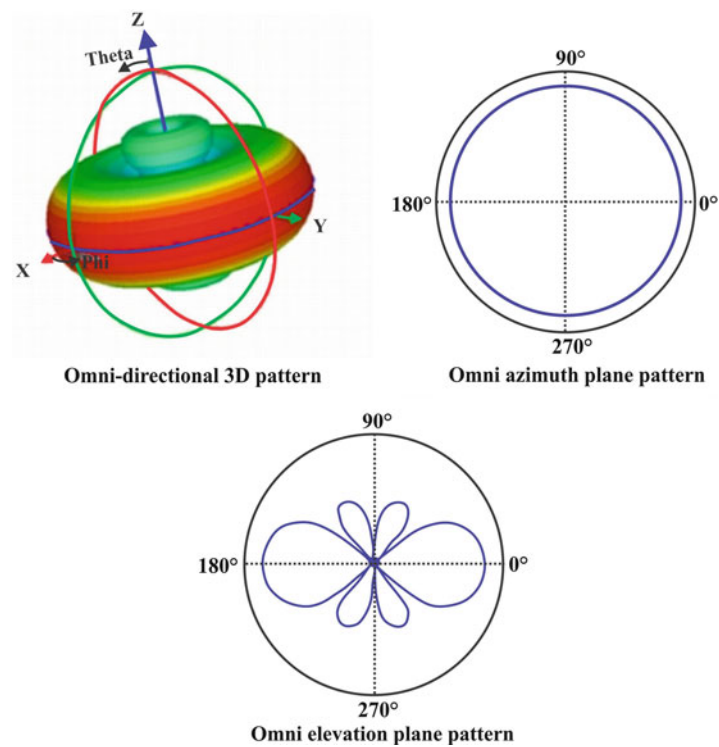 Z
Theta
Y
X
Phi
Omni-directional 3D pattern
90°
180°
0°
270°
Omni azimuth plane pattern
90°
180°
0°
270°
Omni elevation plane pattern